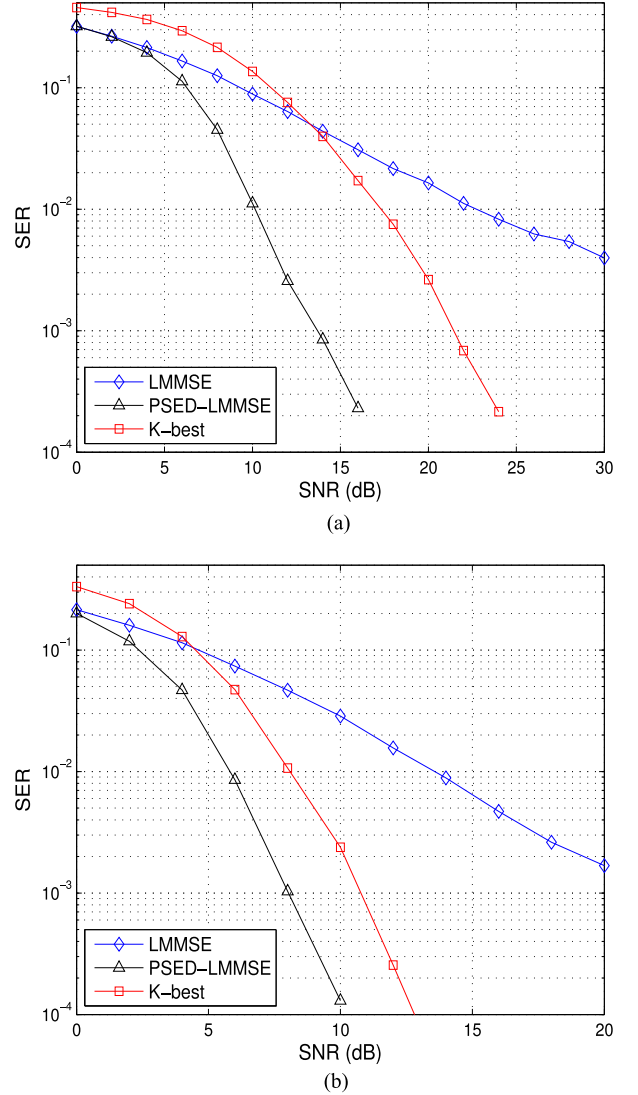 10⁻¹
10⁻²
10⁻³
10⁻⁴
SER
LMMSE
PSED−LMMSE
K−best
0 5 10 15 20 25 30
SNR (dB)
(a)
10⁻¹
10⁻²
10⁻³
10⁻⁴
SER
LMMSE
PSED−LMMSE
K−best
0 5 10 15 20
SNR (dB)
(b)